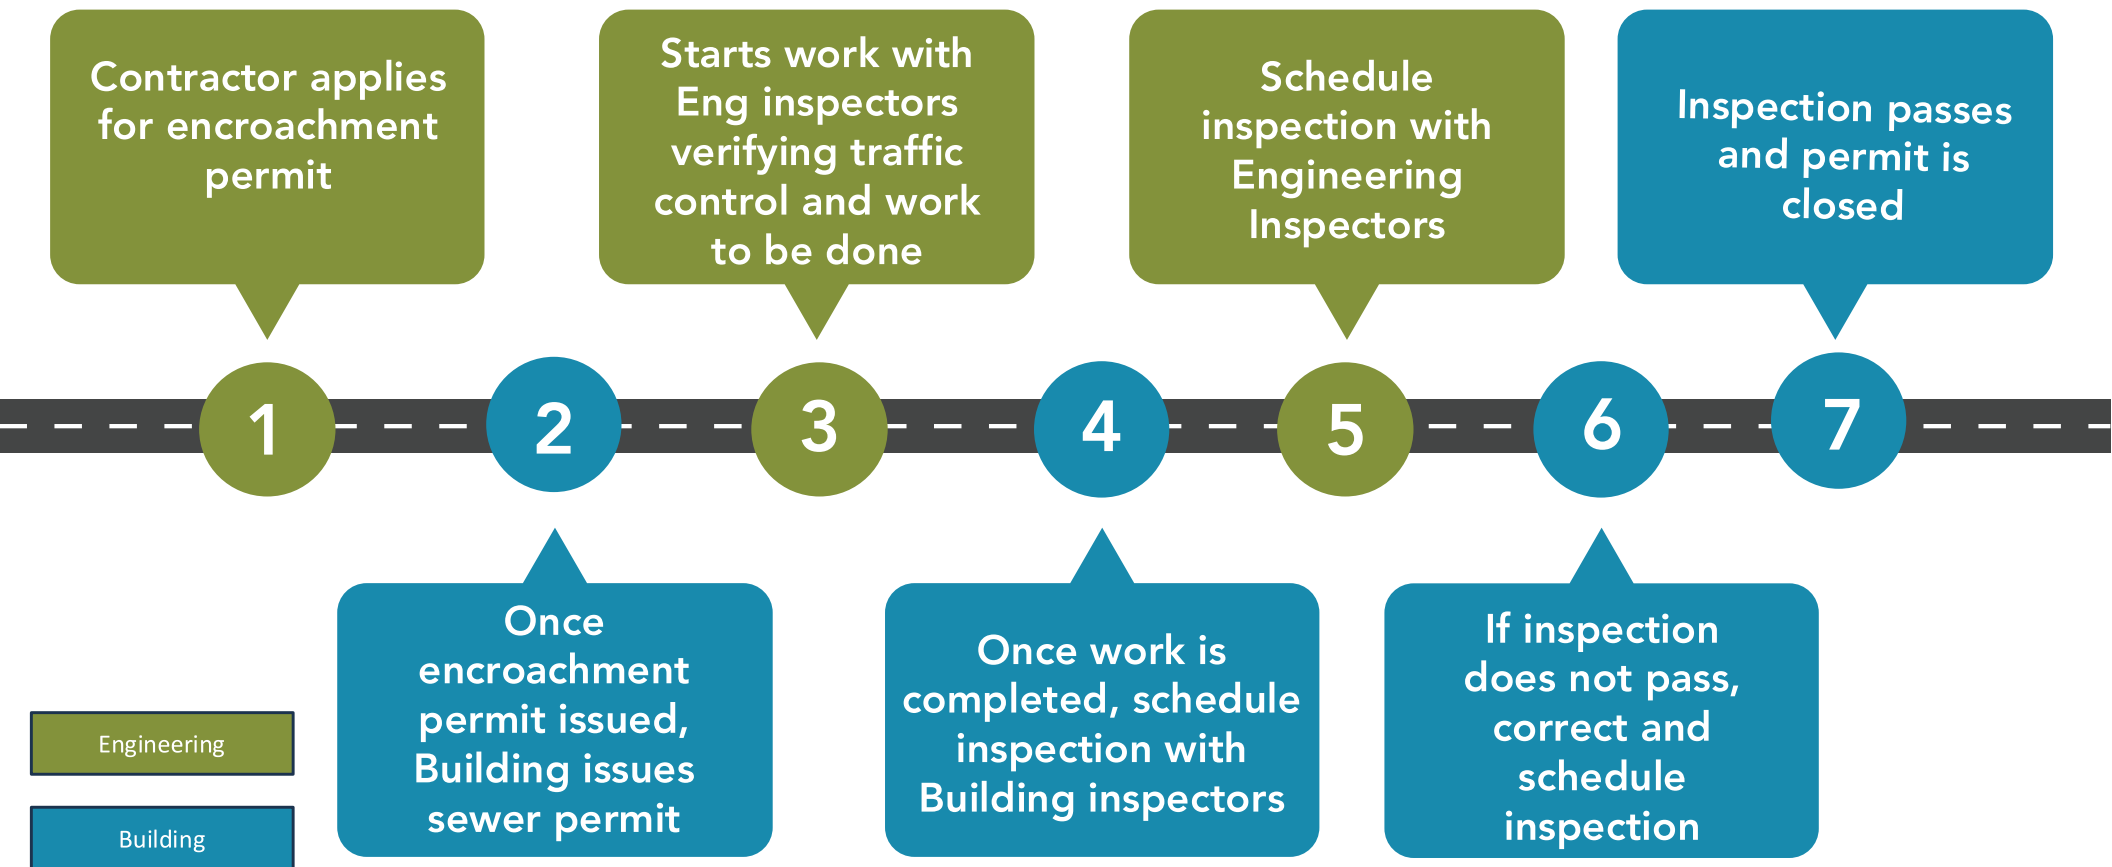 Contractor applies
for encroachment
permit
Starts work with
Eng inspectors
verifying traffic
control and work
to be done
Schedule
inspection with
Engineering
Inspectors
Inspection passes
and permit is
closed
1
2
3
4
5
6
7
Once
encroachment
permit issued,
Building issues
sewer permit
Once work is
completed, schedule
inspection with
Building inspectors
If inspection
does not pass,
correct and
schedule
inspection
Engineering
Building